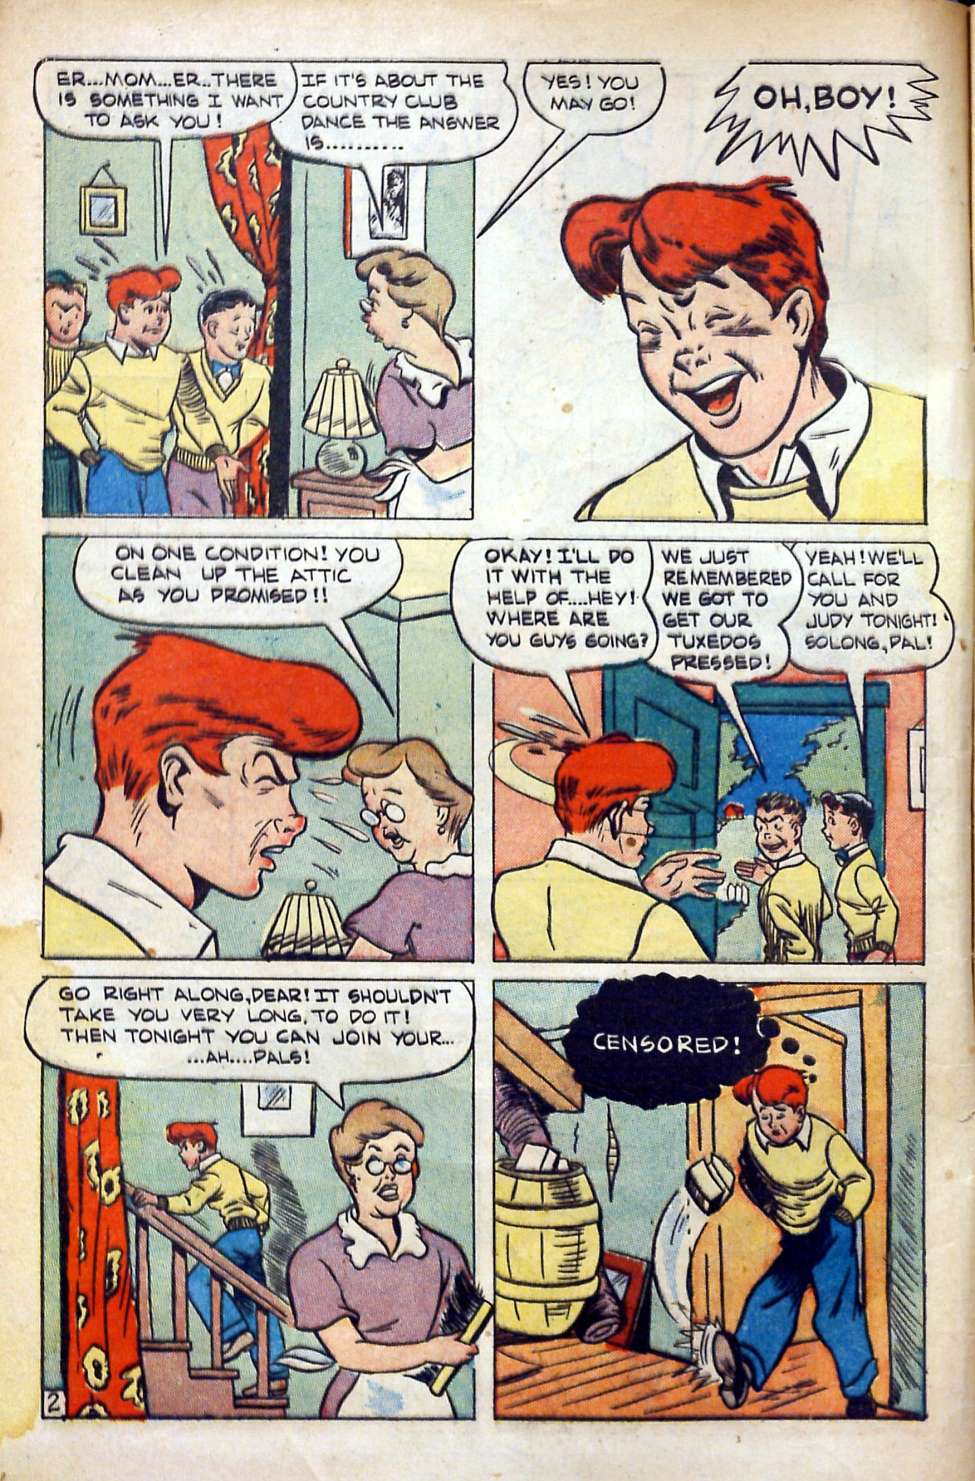 ER...MOM...ER..THERE
IS SOMETHING I WANT
TO ASK YOU!
IF IT'S ABOUT THE
COUNTRY CLUB
DANCE THE ANSWER
IS..........
YES! YOU
MAY GO!
OH, BOY!
ON ONE CONDITION! YOU
CLEAN UP THE ATTIC
AS YOU PROMISED!!
OKAY! I'LL DO
IT WITH THE
HELP OF....HEY!
WHERE ARE
YOU GUYS GOING?
WE JUST
REMEMBERED
WE GOT TO
GET OUR
TUXEDOS
PRESSED!
YEAH! WE'LL
CALL FOR
YOU AND
JUDY TONIGHT!
SOLONG, PAL!
GO RIGHT ALONG, DEAR! IT SHOULDN'T
TAKE YOU VERY LONG, TO DO IT!
THEN TONIGHT YOU CAN JOIN YOUR...
...AH....PALS!
CENSORED!
2